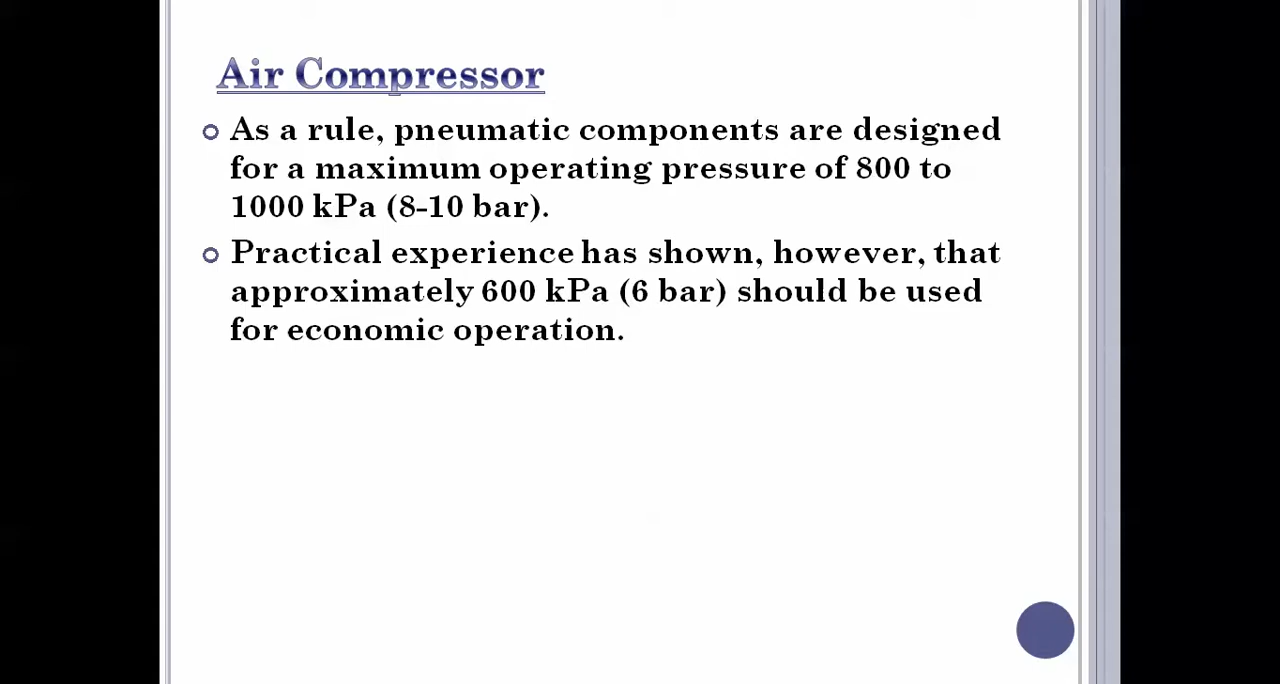 Air Compressor
As a rule, pneumatic components are designed
for a maximum operating pressure of 800 to
1000 kPa (8-10 bar).
Practical experience has shown, however, that
approximately 600 kPa (6 bar) should be used
for economic operation.